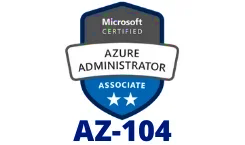 Microsoft
CERTIFIED
AZURE
ADMINISTRATOR
ASSOCIATE
AZ-104